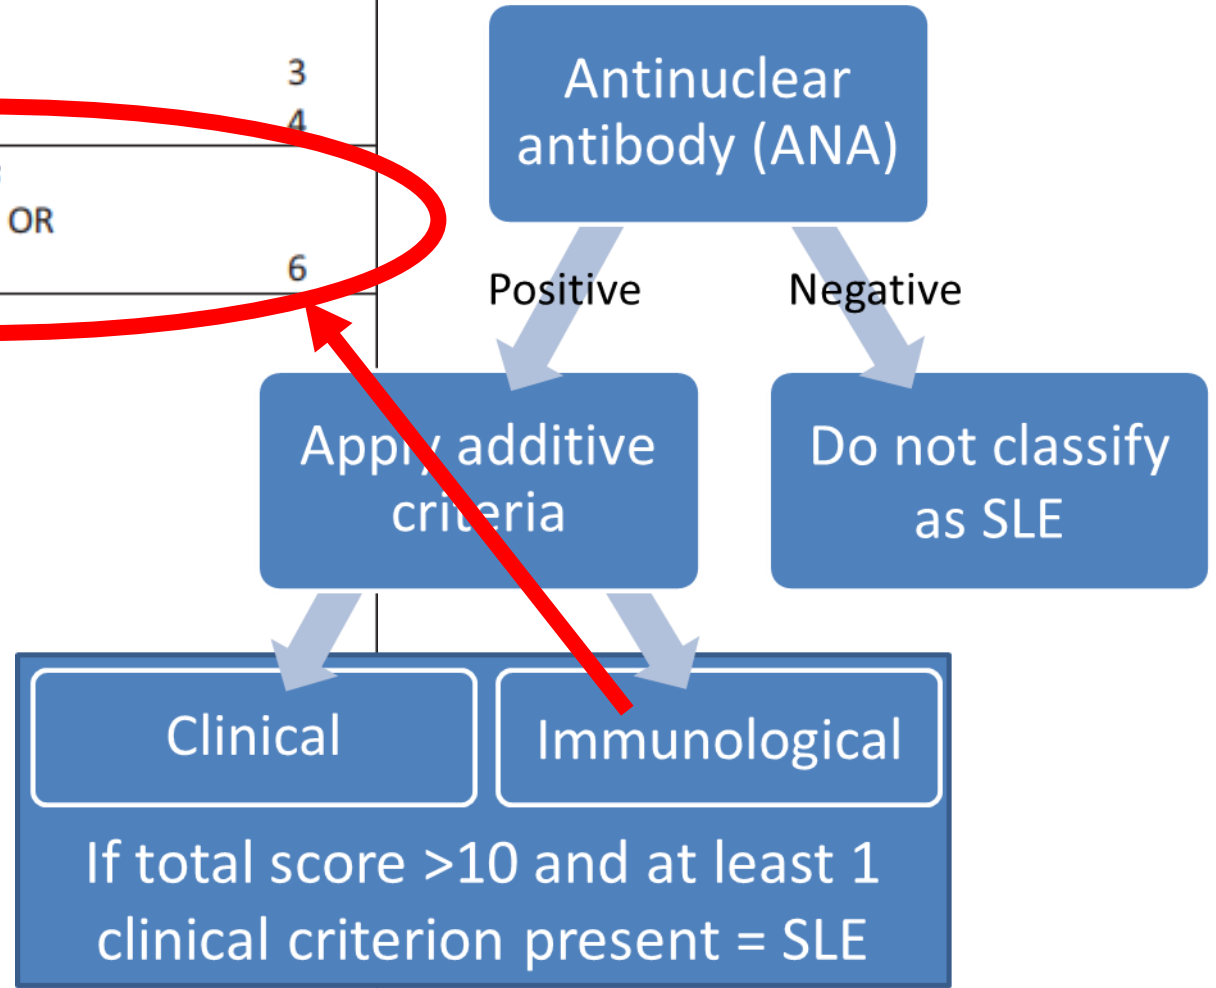 3
4
OR
6
Antinuclear
antibody (ANA)
Positive
Negative
Apply additive
criteria
Do not classify
as SLE
Clinical
Immunological
If total score >10 and at least 1
clinical criterion present = SLE